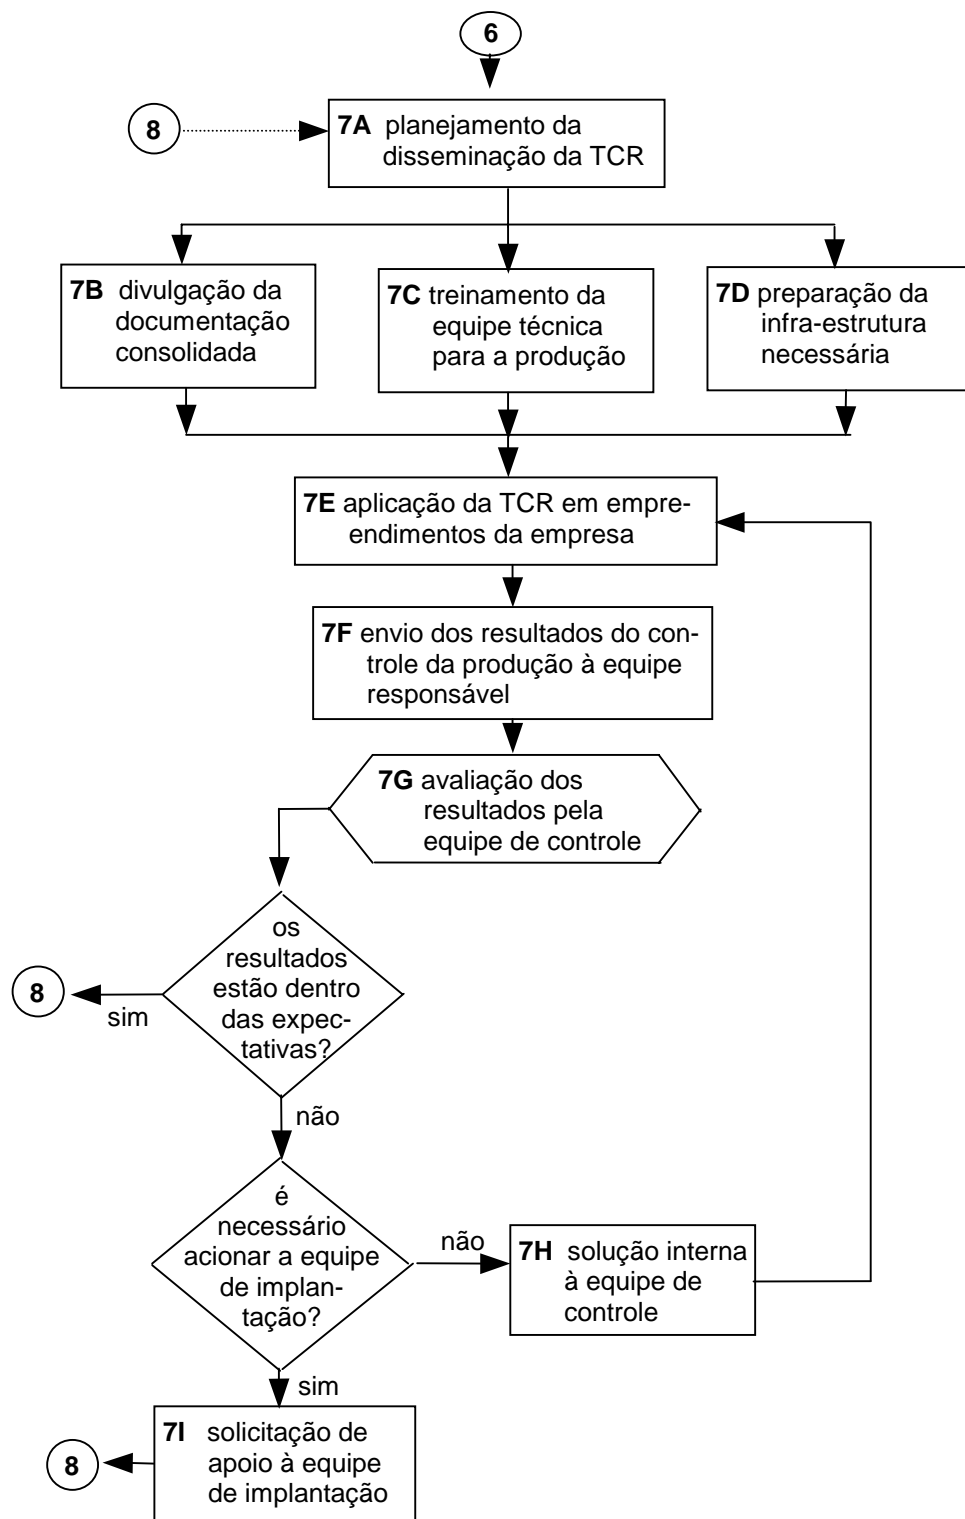 6
8
7A planejamento da
disseminação da TCR
7B divulgação da
documentação
consolidada
7C treinamento da
equipe técnica
para a produção
7D preparação da
infra-estrutura
necessária
7E aplicação da TCR em empre-
endimentos da empresa
7F envio dos resultados do con-
trole da produção à equipe
responsável
7G avaliação dos
resultados pela
equipe de controle
os
resultados
estão dentro
das expec-
tativas?
8
sim
não
é
necessário
acionar a equipe
de implan-
tação?
não
7H solução interna
à equipe de
controle
sim
7I solicitação de
apoio à equipe
de implantação
8